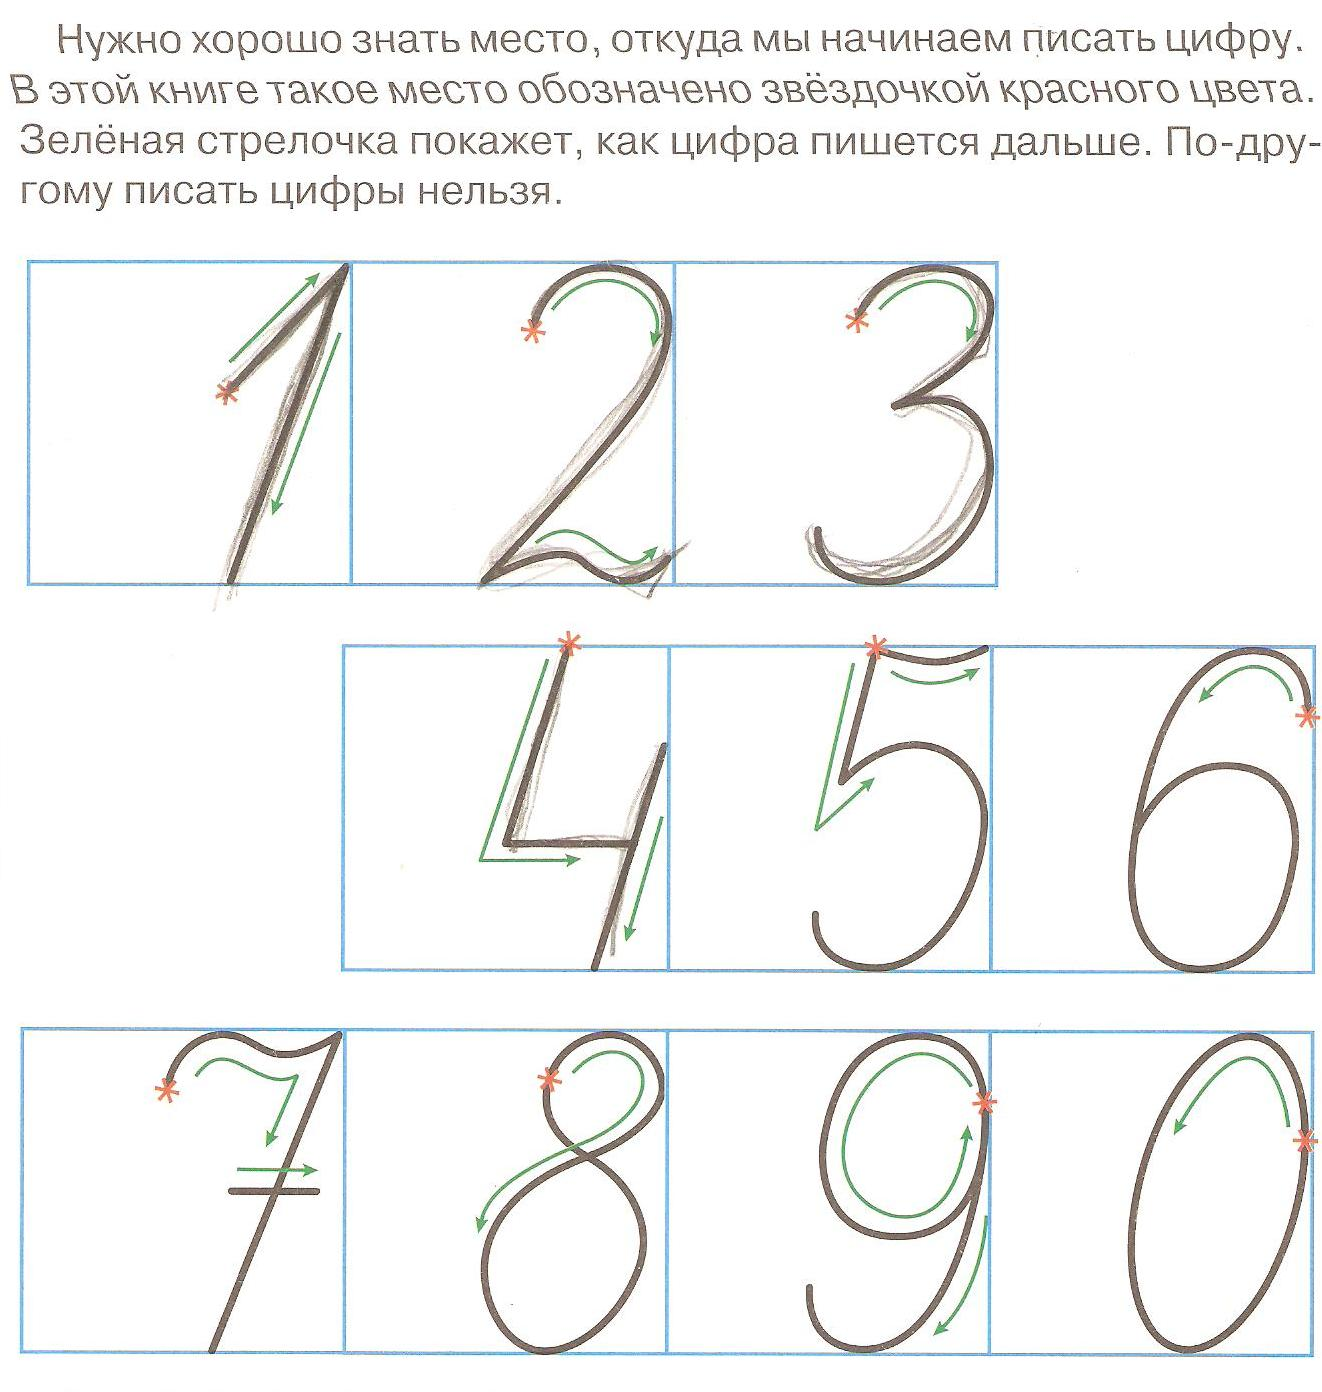 Нужно хорошо знать место, откуда мы начинаем писать цифру.
В этой книге такое место обозначено звёздочкой красного цвета.
Зелёная стрелочка покажет, как цифра пишется дальше. По-дру-
гому писать цифры нельзя.
1 2 3
4 5 6
7 8 9 0